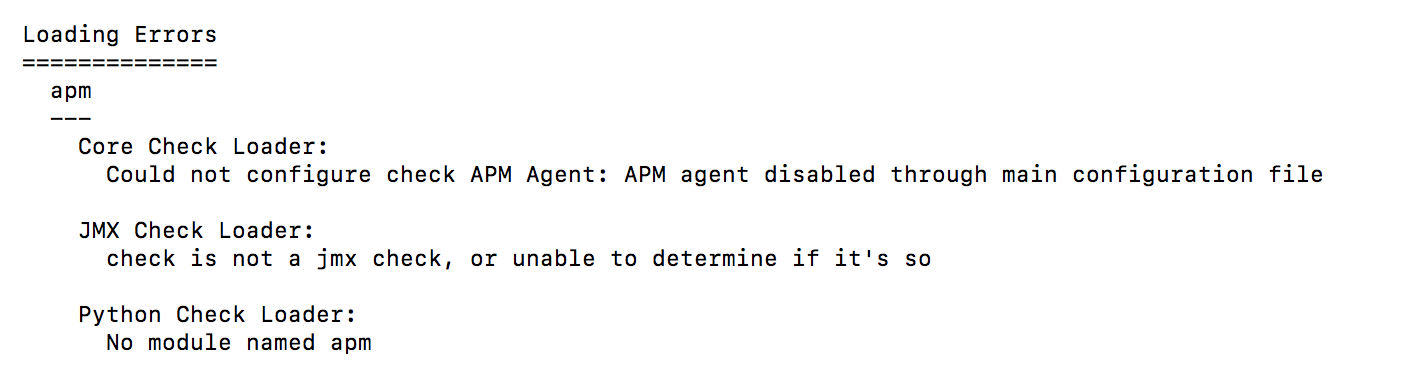 Loading Errors
==============
apm
---
Core Check Loader:
Could not configure check APM Agent: APM agent disabled through main configuration file
JMX Check Loader:
check is not a jmx check, or unable to determine if it's so
Python Check Loader:
No module named apm